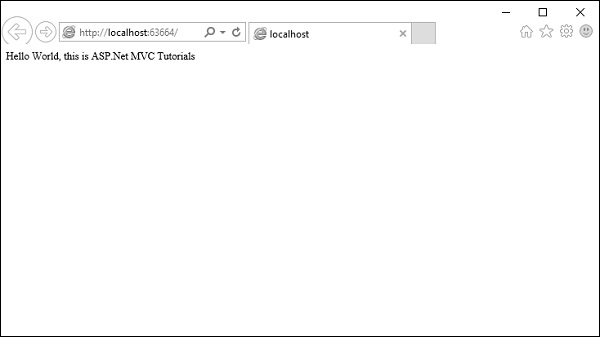 http://localhost:63664/
localhost
Hello World, this is ASP.Net MVC Tutorials